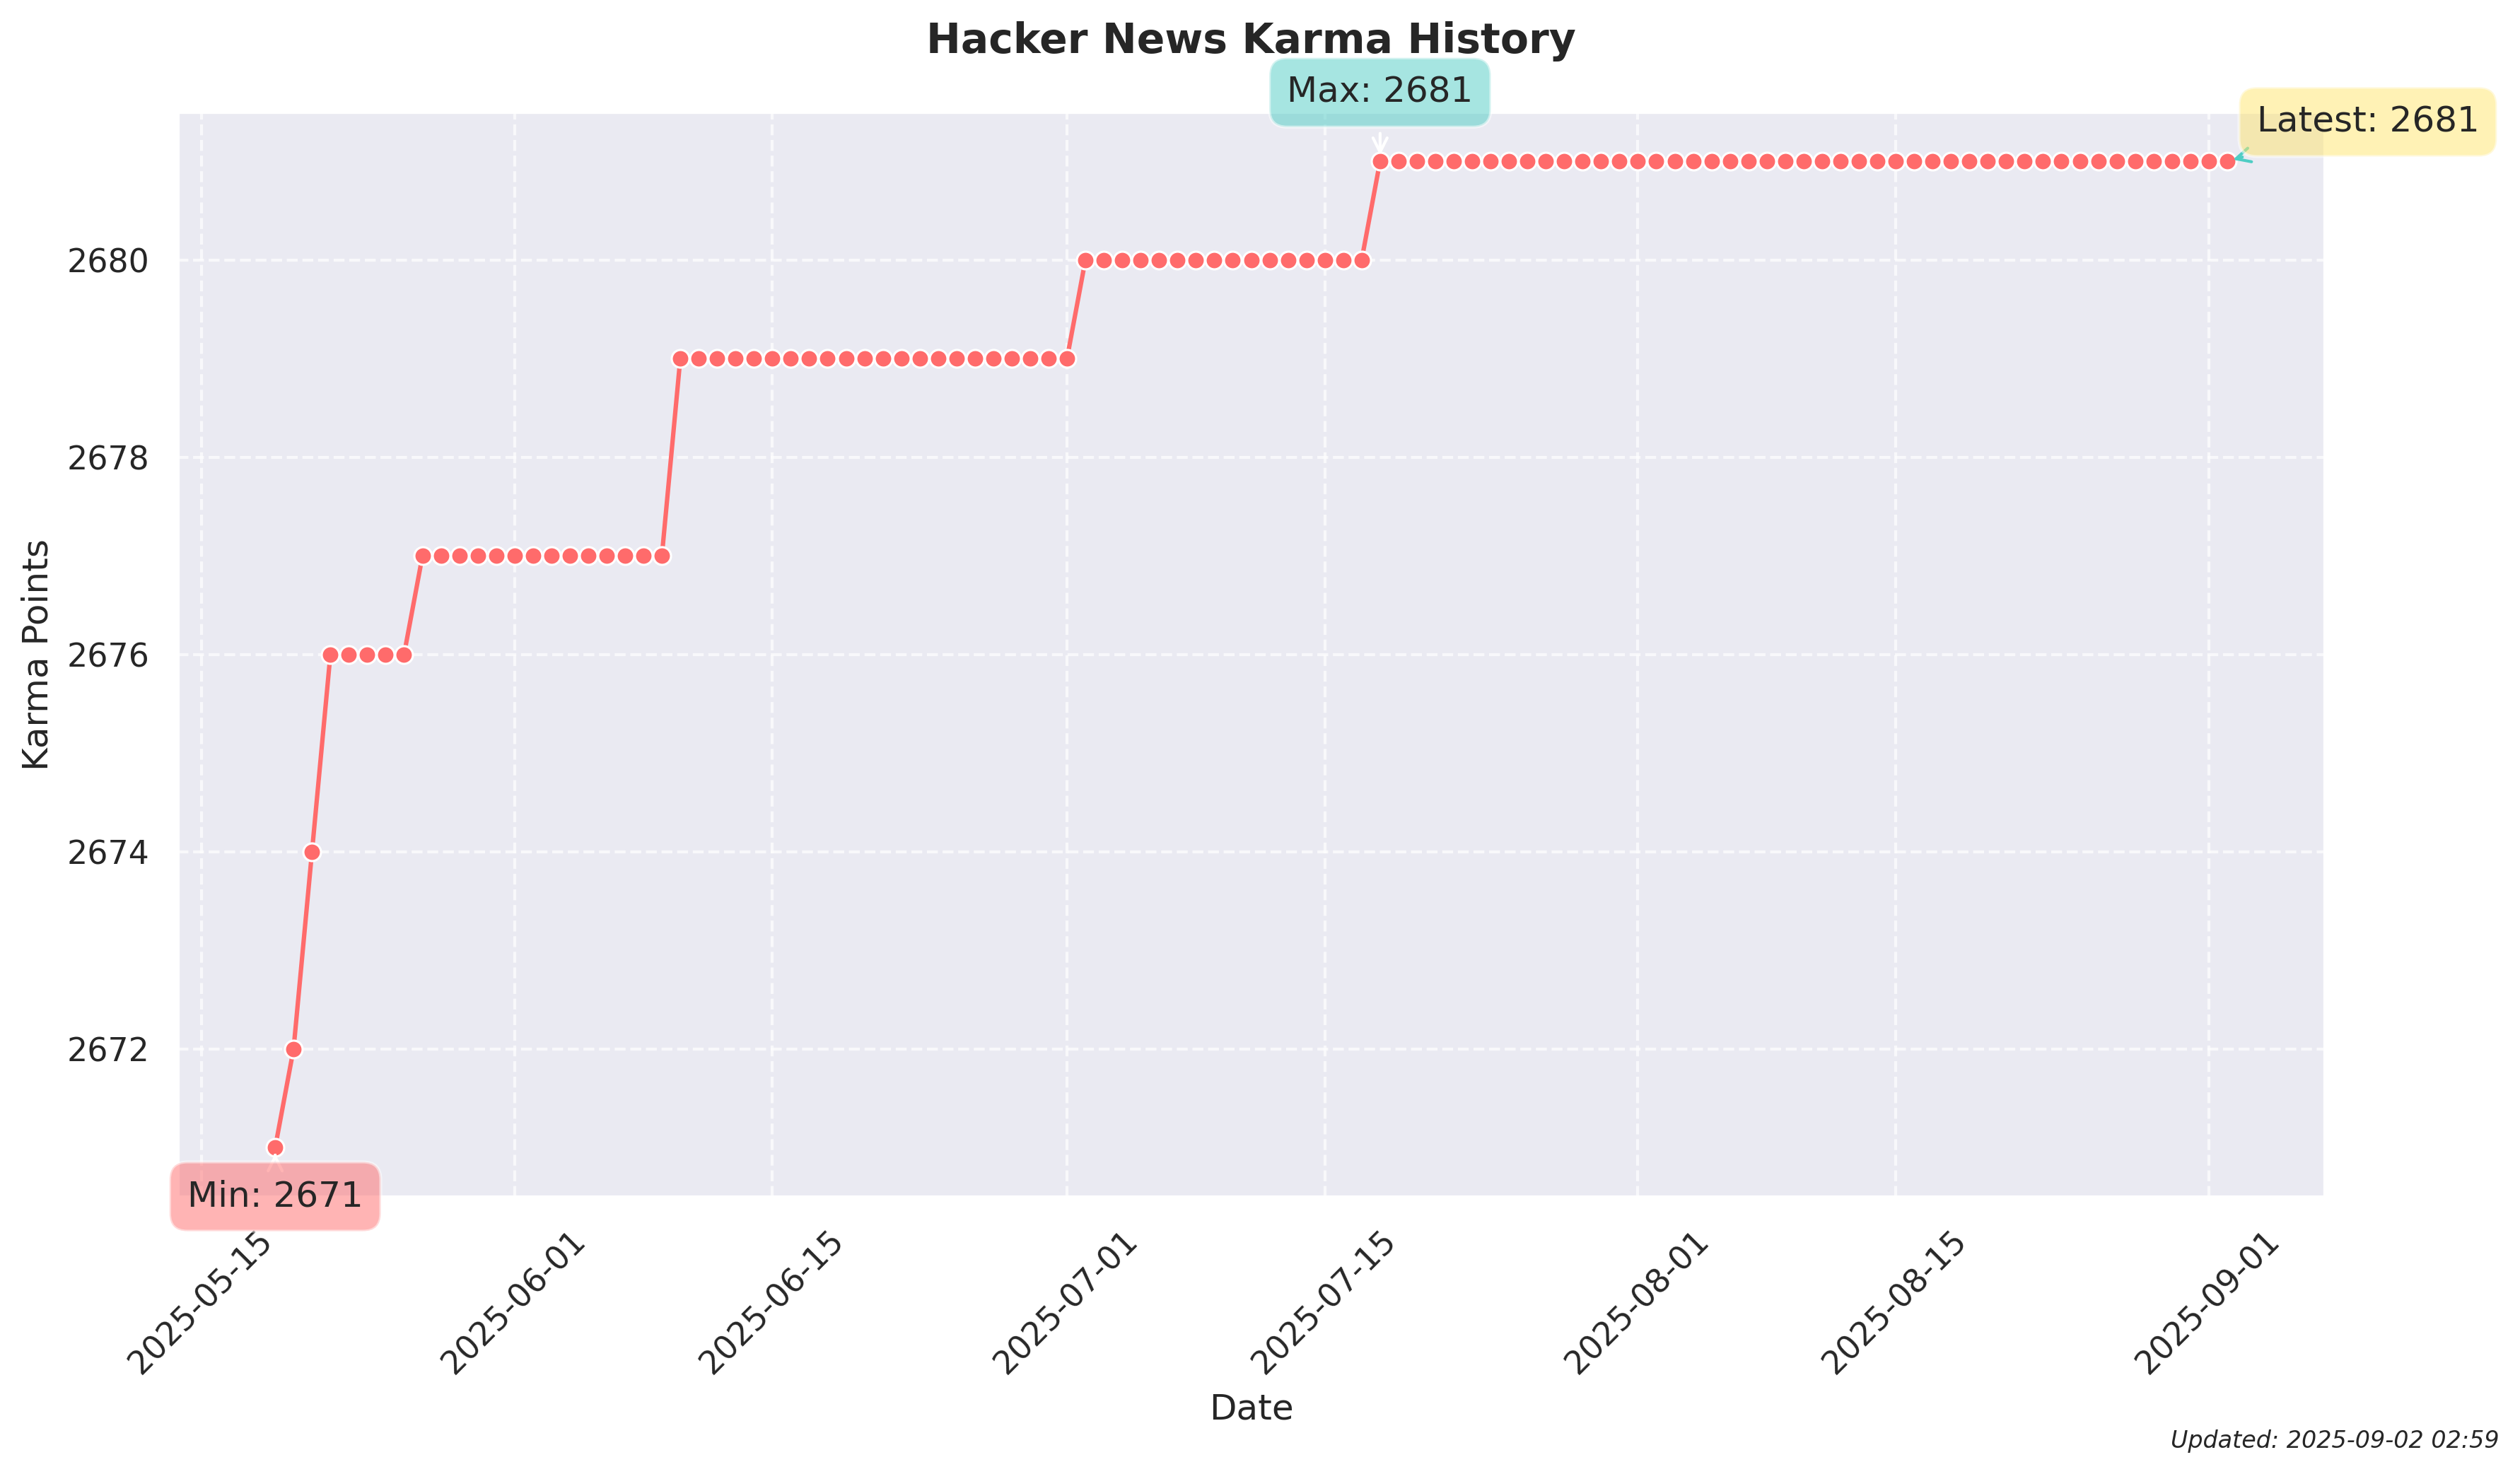 Hacker News Karma History
Max: 2681
Latest: 2681
Karma Points
2680
2678
2676
2674
2672
Min: 2671
2025-05-15
2025-06-01
2025-06-15
2025-07-01
2025-07-15
2025-08-01
2025-08-15
2025-09-01
Date
Updated: 2025-09-02 02:59